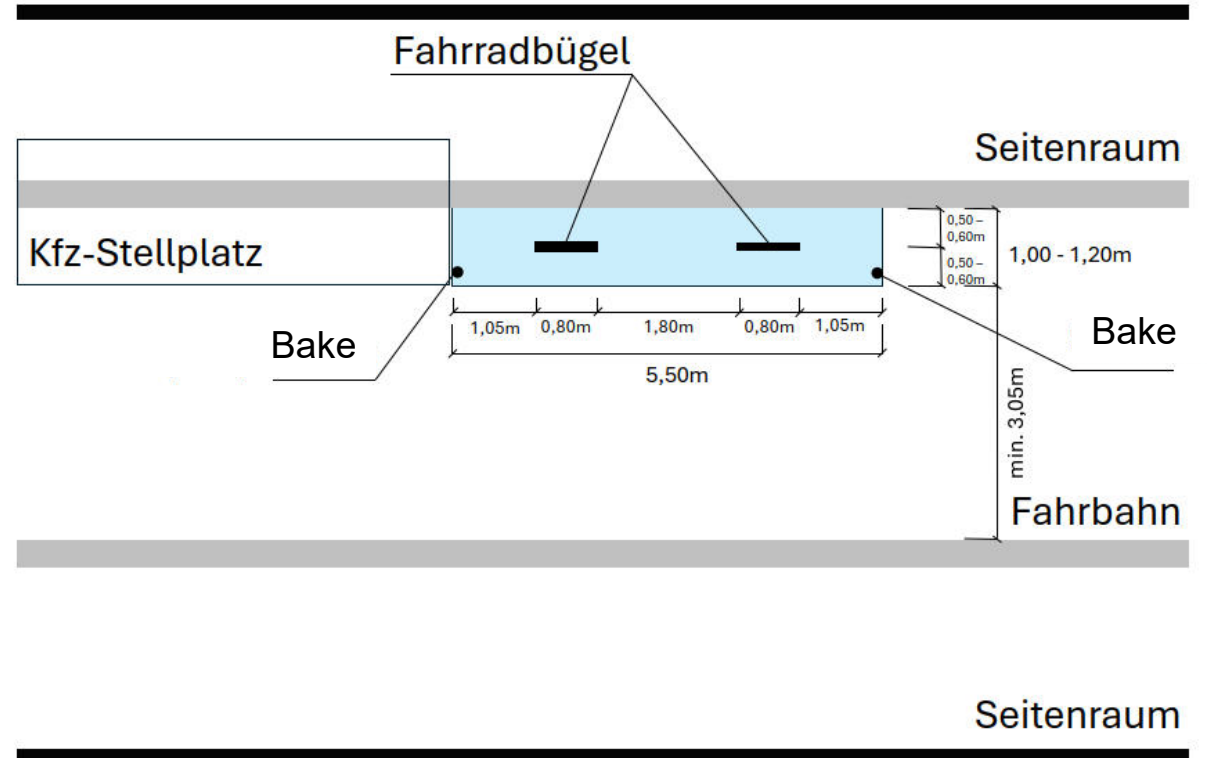 Fahrradbügel
Seitenraum
Kfz-Stellplatz
0,50 –
0,60m
0,50 –
0,60m
1,00 - 1,20m
1,05m
0,80m
1,80m
0,80m
1,05m
5,50m
Bake
Bake
min. 3,05m
Fahrbahn
Seitenraum